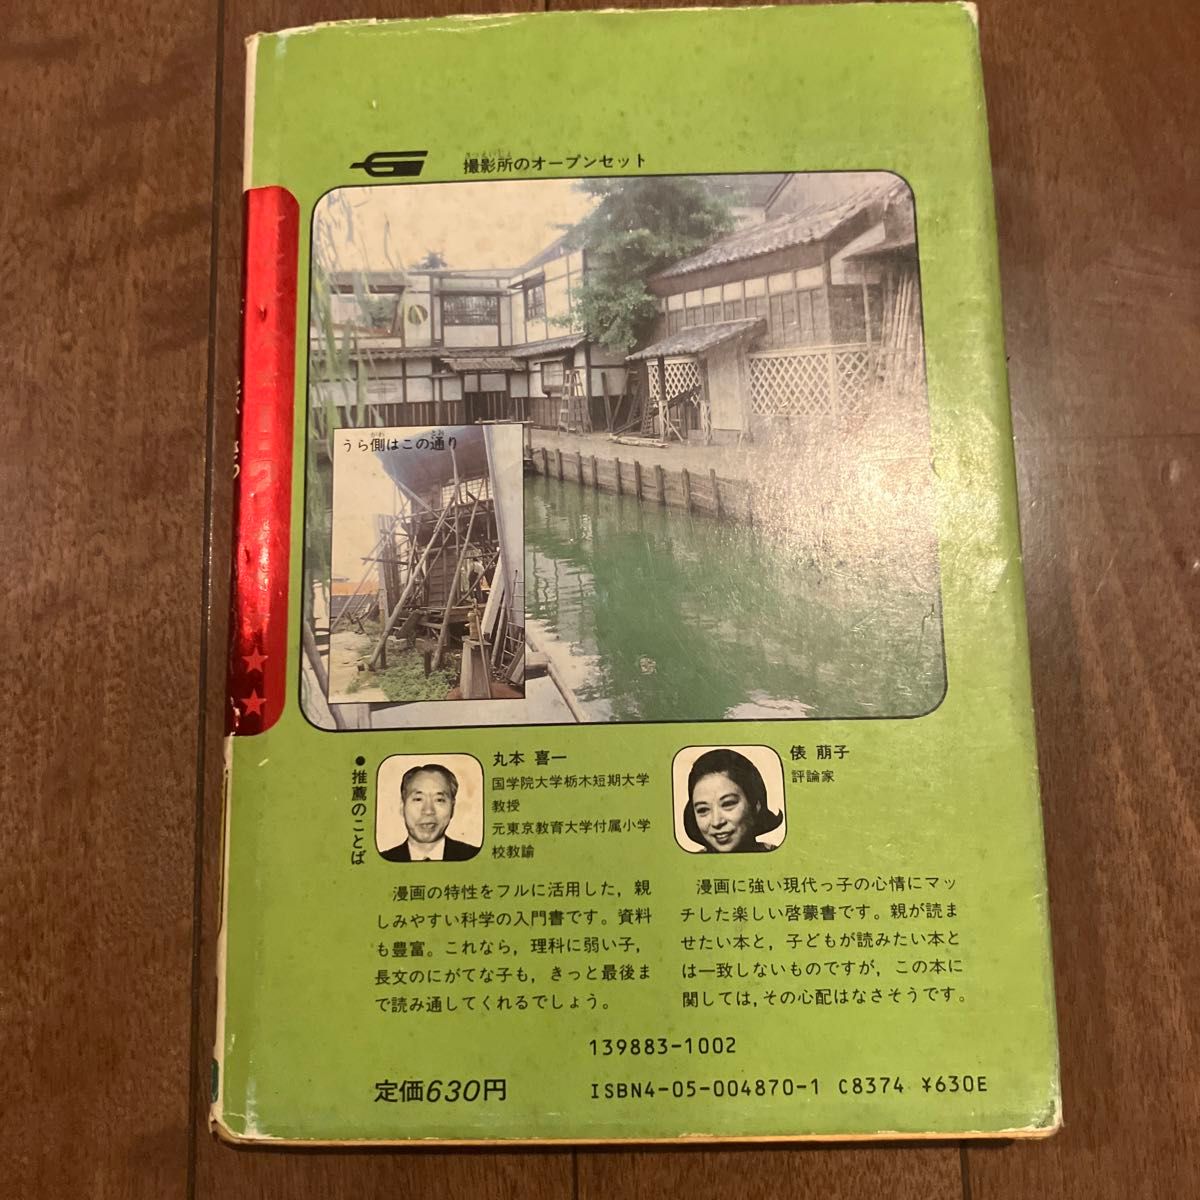 撮影所のオープンセット
うら側はこの通り
●推薦のことば
丸本 喜一
国学院大学栃木短期大学
教授
元東京教育大学付属小学
校教諭
漫画の特性をフルに活用した，親
しみやすい科学の入門書です。資料
も豊富。これなら，理科に弱い子，
長文のにがてな子も，きっと最後ま
で読み通してくれるでしょう。
俵 萠子
評論家
漫画に強い現代っ子の心情にマッ
チした楽しい啓蒙書です。親が読ま
せたい本と，子どもが読みたい本と
は一致しないものですが，この本に
関しては，その心配はなさそうです。
139883-1002
定価630円
ISBN4-05-004870-1 C8374 ¥630E